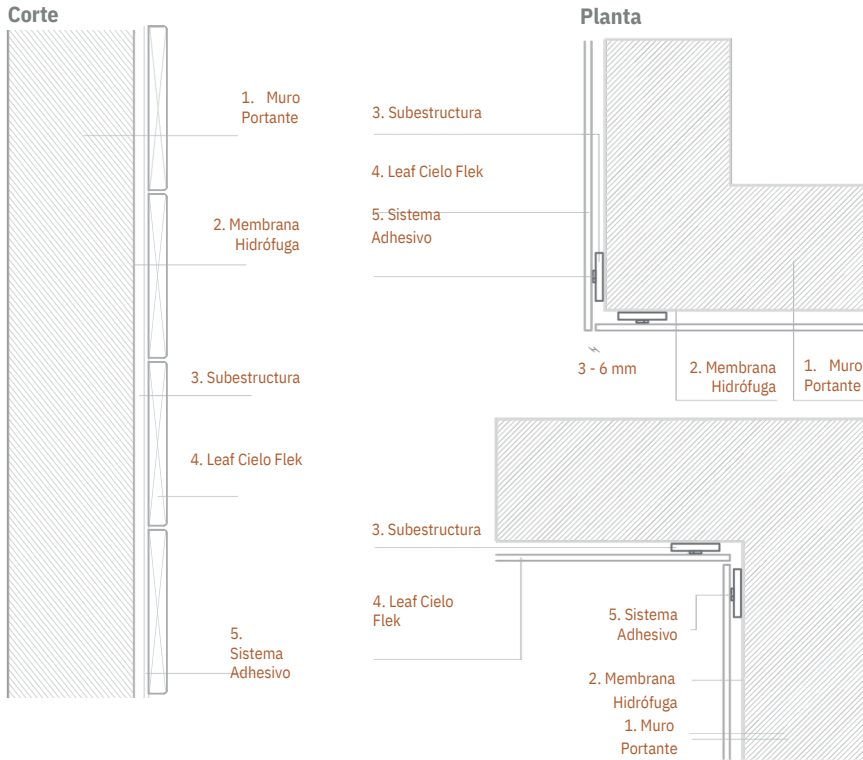 Corte
1. Muro
Portante
2. Membrana
Hidrófuga
3. Subestructura
4. Leaf Cielo Flek
5.
Sistema
Adhesivo
Planta
3. Subestructura
4. Leaf Cielo Flek
5. Sistema
Adhesivo
3 - 6 mm
2. Membrana
Hidrófuga
1. Muro
Portante
3. Subestructura
4. Leaf Cielo
Flek
5. Sistema
Adhesivo
2. Membrana
Hidrófuga
1. Muro
Portante